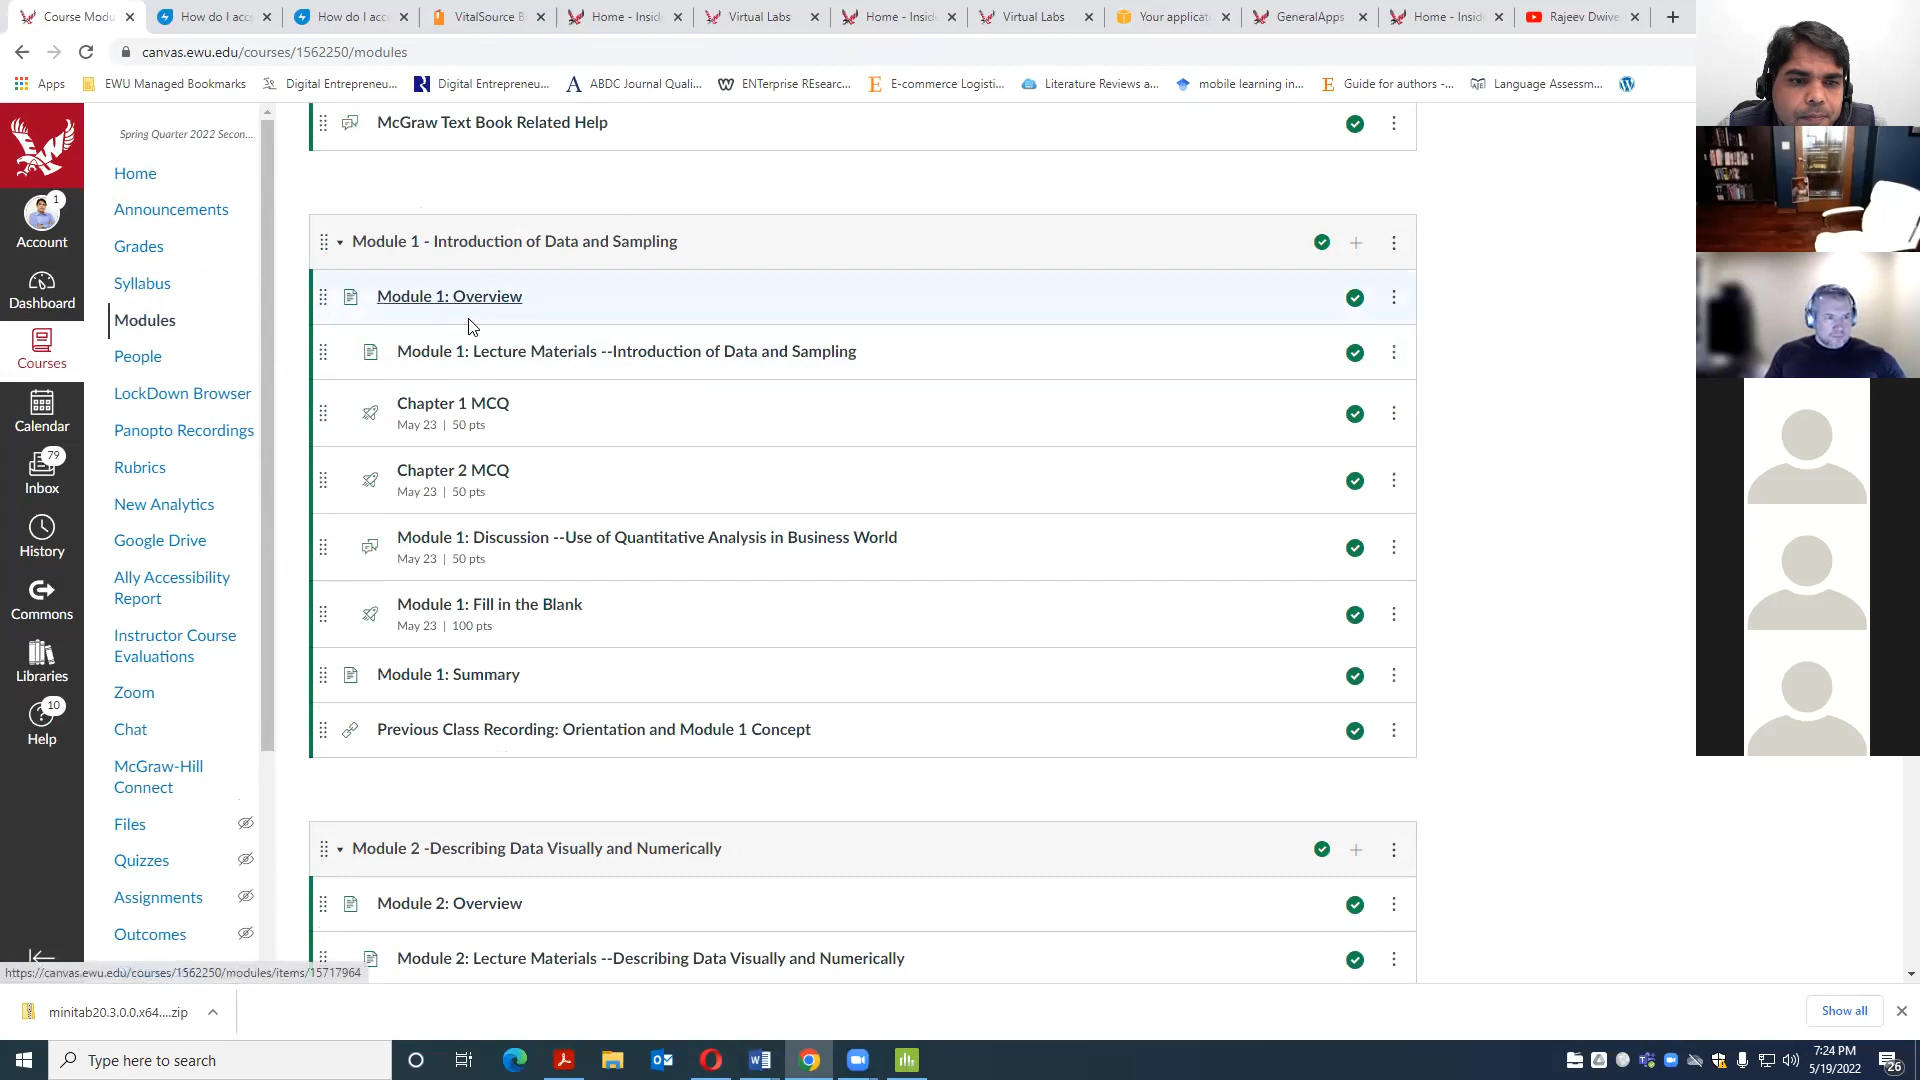 Course Modu
How do I acc
How do I acc
VitalSource B
Home - Insid
Virtual Labs
Home - Insid
Virtual Labs
Your applicat
GeneralApps
Home - Insid
Rajeev Dwive
canvas.ewu.edu/courses/1562250/modules
Apps
EWU Managed Bookmarks
Digital Entrepreneu...
Digital Entrepreneu...
ABDC Journal Quali...
ENTerprise REsearc...
E-commerce Logisti...
Literature Reviews a...
mobile learning in...
Guide for authors -...
Language Assessm...
1
Account
Dashboard
Courses
Calendar
79
Inbox
History
Commons
Libraries
10
Help
Spring Quarter 2022 Secon...
Home
Announcements
Grades
Syllabus
Modules
People
LockDown Browser
Panopto Recordings
Rubrics
New Analytics
Google Drive
Ally Accessibility
Report
Instructor Course
Evaluations
Zoom
Chat
McGraw-Hill
Connect
Files
Quizzes
Assignments
Outcomes
McGraw Text Book Related Help
Module 1 - Introduction of Data and Sampling
Module 1: Overview
Module 1: Lecture Materials --Introduction of Data and Sampling
Chapter 1 MCQ
May 23 | 50 pts
Chapter 2 MCQ
May 23 | 50 pts
Module 1: Discussion --Use of Quantitative Analysis in Business World
May 23 | 50 pts
Module 1: Fill in the Blank
May 23 | 100 pts
Module 1: Summary
Previous Class Recording: Orientation and Module 1 Concept
Module 2 -Describing Data Visually and Numerically
Module 2: Overview
Module 2: Lecture Materials --Describing Data Visually and Numerically
https://canvas.ewu.edu/courses/1562250/modules/items/15717964
minitab20.3.0.0.x64....zip
Show all
Type here to search
7:24 PM
5/19/2022
26